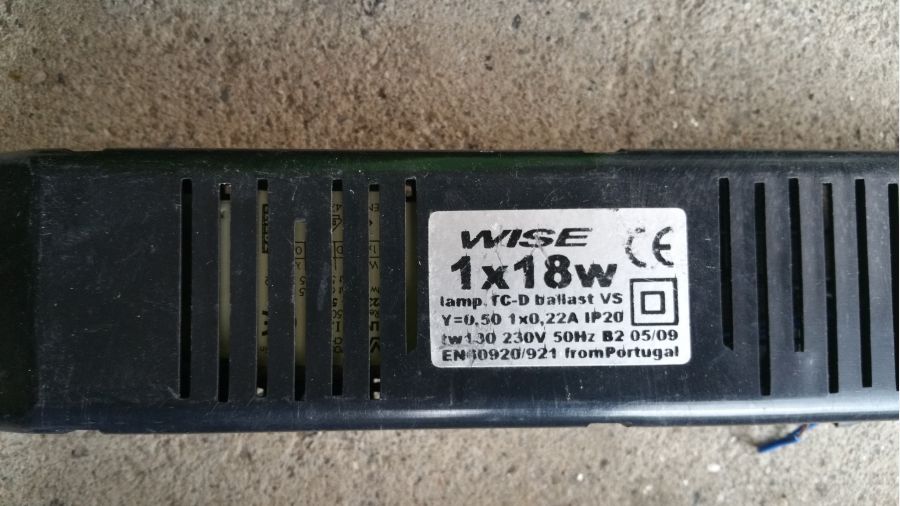 WISE
CE
1x18w
lamp. TC-D ballast VS
Y=0,50 1x0,22A IP20
tw130 230V 50Hz B2 05/09
EN60920/921 fromPortugal